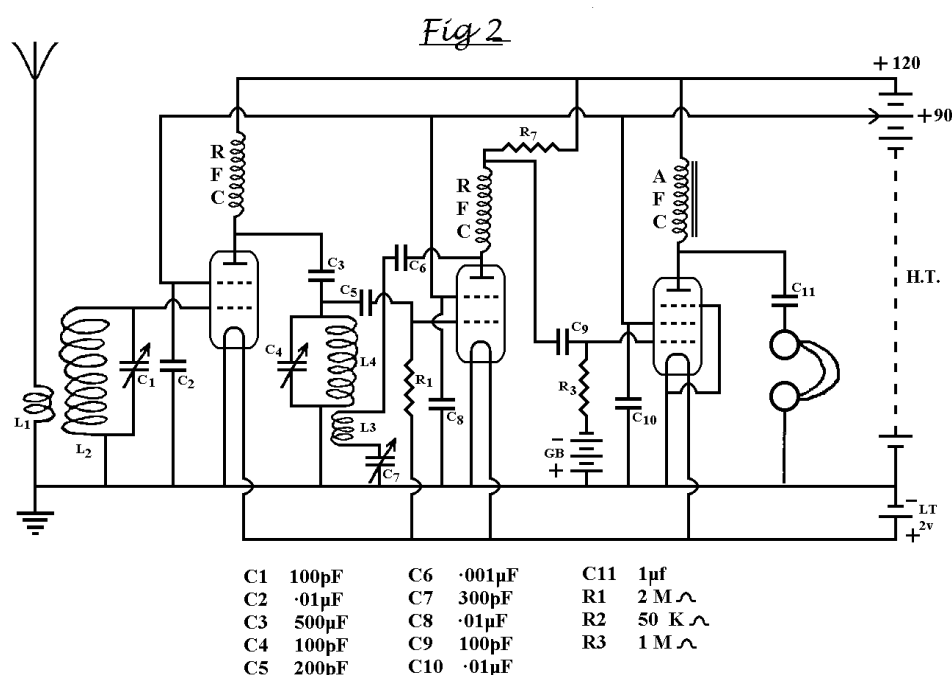 Fig 2
+ 120
+90
R7
R
F
C
R
F
C
A
F
C
C3
C6
C5
H.T.
C11
C9
C4
L4
C1
C2
R1
R3
L1
L3
C8
C10
L2
C7
−
GB
+
− LT
+ 2v
C1 100pF
C2 ·01µF
C3 500µF
C4 100pF
C5 200pF
C6 ·001µF
C7 300pF
C8 ·01µF
C9 100pF
C10 ·01µF
C11 1µf
R1 2 M
R2 50 K
R3 1 M